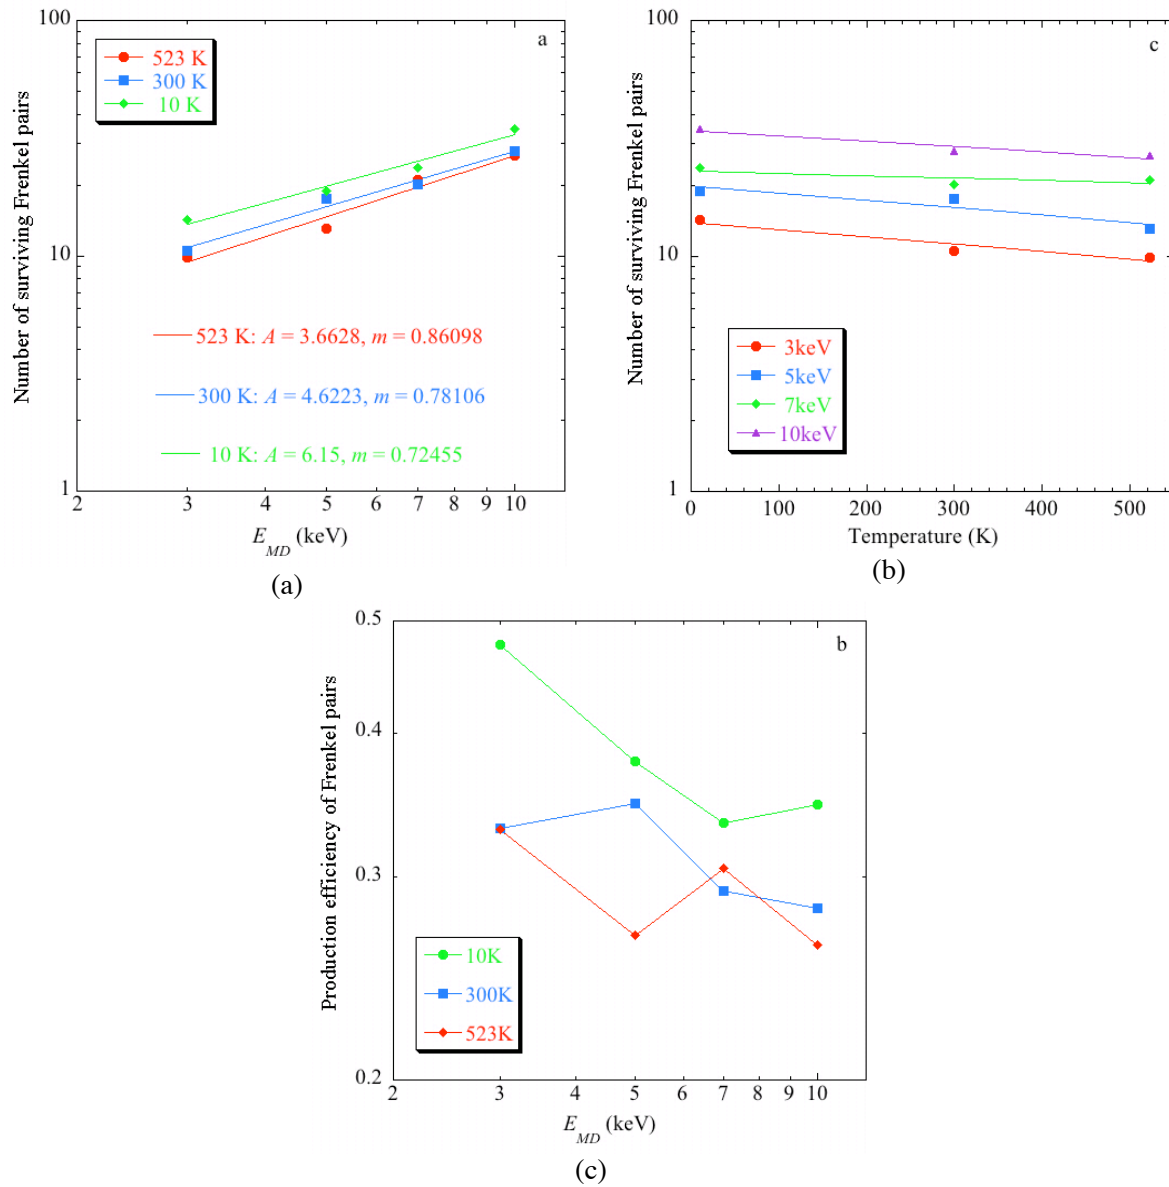 100
10
1
Number of surviving Frenkel pairs
a
523 K
300 K
10 K
523 K: A = 3.6628, m = 0.86098
300 K: A = 4.6223, m = 0.78106
10 K: A = 6.15, m = 0.72455
2 3 4 5 6 7 8 9 10
E_MD (keV)
(a)
100
10
1
Number of surviving Frenkel pairs
c
3keV
5keV
7keV
10keV
0 100 200 300 400 500
Temperature (K)
(b)
0.5
0.4
0.3
0.2
Production efficiency of Frenkel pairs
b
10K
300K
523K
2 3 4 5 6 7 8 9 10
E_MD (keV)
(c)